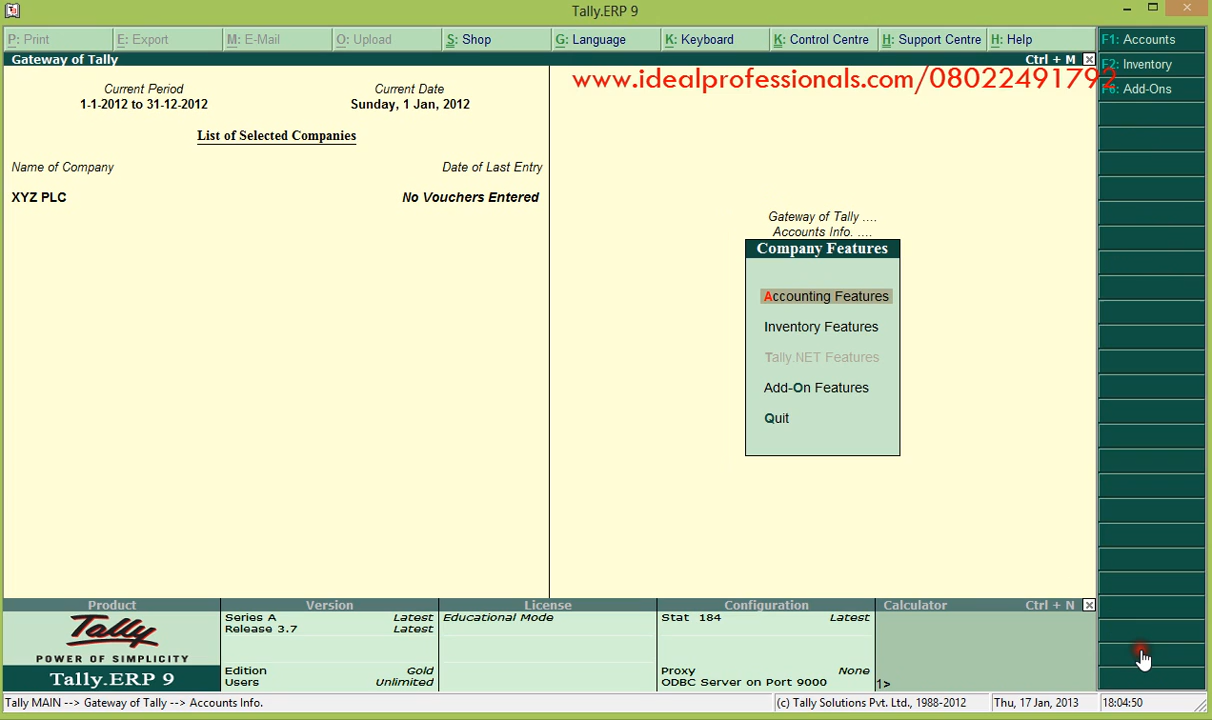 Tally.ERP 9
P: Print
E: Export
M: E-Mail
O: Upload
S: Shop
G: Language
K: Keyboard
K: Control Centre
H: Support Centre
H: Help
F1: Accounts
Gateway of Tally
Ctrl + M
F2: Inventory
www.idealprofessionals.com/08022491792
F6: Add-Ons
Current Period
1-1-2012 to 31-12-2012
Current Date
Sunday, 1 Jan, 2012
List of Selected Companies
Name of Company
Date of Last Entry
XYZ PLC
No Vouchers Entered
Gateway of Tally ....
Accounts Info. ....
Company Features
Accounting Features
Inventory Features
Tally.NET Features
Add-On Features
Quit
Product
Tally
POWER OF SIMPLICITY
Tally.ERP 9
Version
Series A Latest
Release 3.7 Latest
Edition Gold
Users Unlimited
License
Educational Mode
Configuration
Stat 184 Latest
Proxy None
ODBC Server on Port 9000
Calculator
Ctrl + N
1>
Tally MAIN --> Gateway of Tally --> Accounts Info.
(c) Tally Solutions Pvt. Ltd., 1988-2012
Thu, 17 Jan, 2013
18:04:50